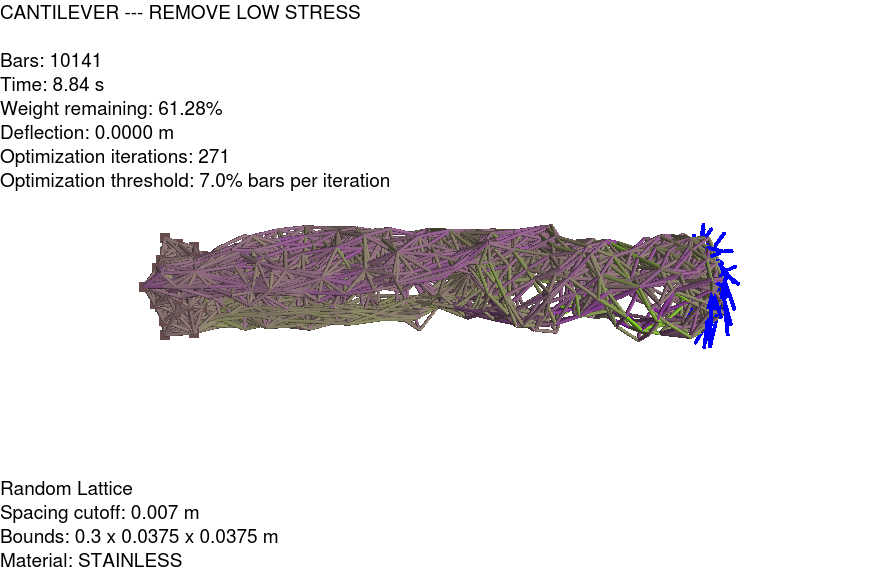 CANTILEVER --- REMOVE LOW STRESS
Bars: 10141
Time: 8.84 s
Weight remaining: 61.28%
Deflection: 0.0000 m
Optimization iterations: 271
Optimization threshold: 7.0% bars per iteration
Random Lattice
Spacing cutoff: 0.007 m
Bounds: 0.3 x 0.0375 x 0.0375 m
Material: STAINLESS